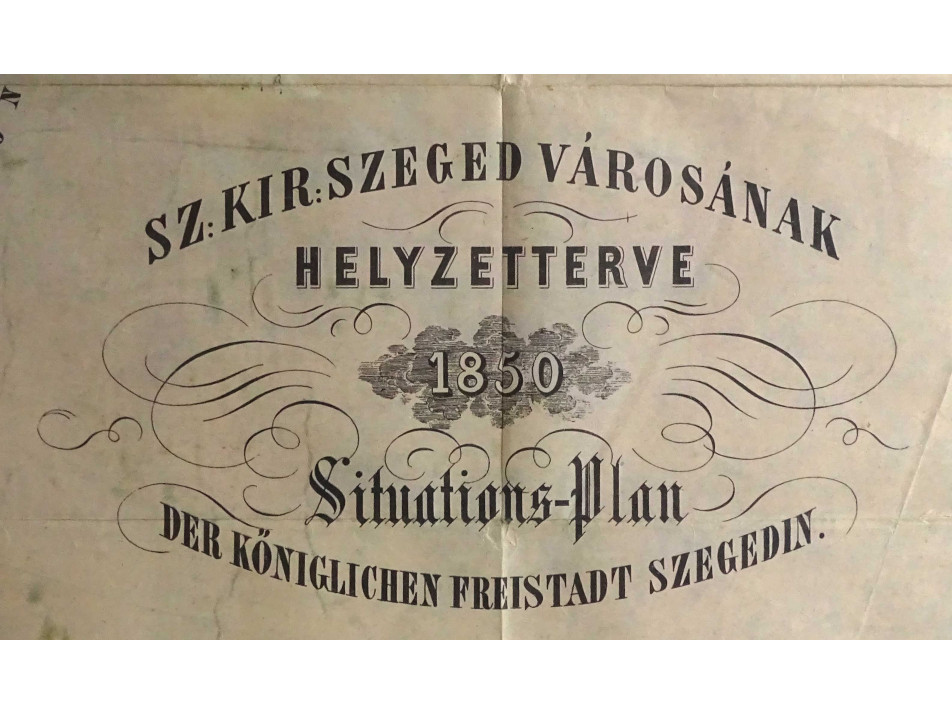 SZ: KIR: SZEGED VÁROSÁNAK
HELYZETTERVE
1850
Situations-Plan
DER KŐNIGLICHEN FREISTADT SZEGEDIN.